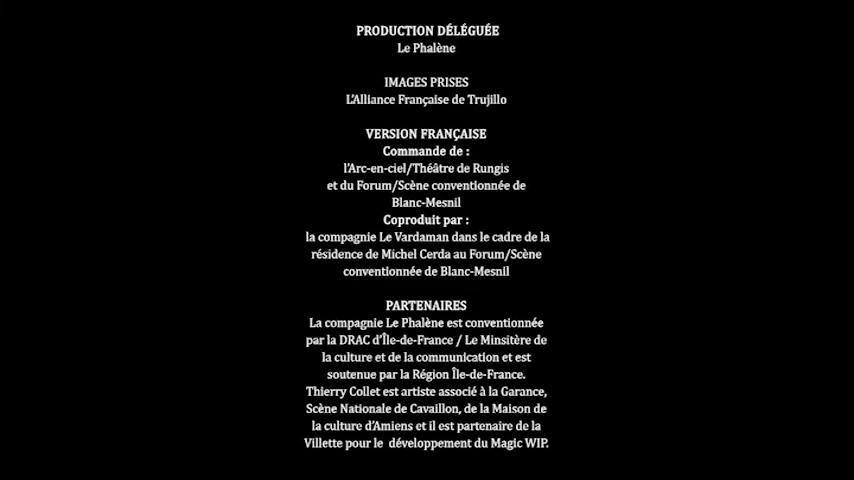 PRODUCTION DÉLÉGUÉE
Le Phalène
IMAGES PRISES
L'Alliance Française de Trujillo
VERSION FRANÇAISE
Commande de :
l'Arc-en-ciel/Théâtre de Rungis
et du Forum/Scène conventionnée de
Blanc-Mesnil
Coproduit par :
la compagnie Le Vardaman dans le cadre de la
résidence de Michel Cerda au Forum/Scène
conventionnée de Blanc-Mesnil
PARTENAIRES
La compagnie Le Phalène est conventionnée
par la DRAC d'Île-de-France / Le Minsitère de
la culture et de la communication et est
soutenue par la Région Île-de-France.
Thierry Collet est artiste associé à la Garance,
Scène Nationale de Cavaillon, de la Maison de
la culture d'Amiens et il est partenaire de la
Villette pour le  développement du Magic WIP.